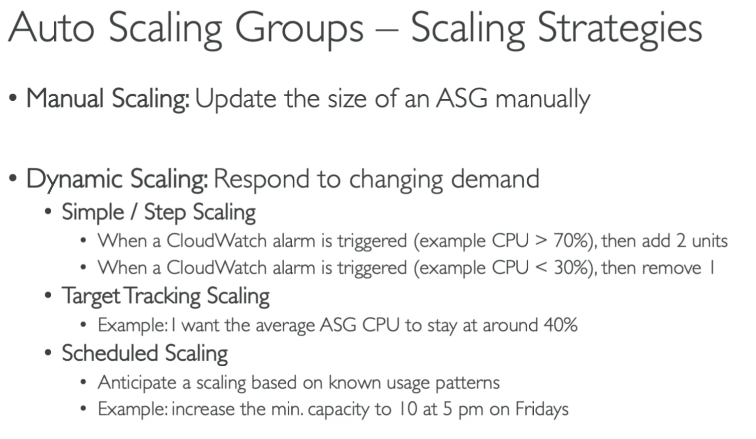 Auto Scaling Groups – Scaling Strategies
• Manual Scaling: Update the size of an ASG manually
• Dynamic Scaling: Respond to changing demand
• Simple / Step Scaling
• When a CloudWatch alarm is triggered (example CPU > 70%), then add 2 units
• When a CloudWatch alarm is triggered (example CPU < 30%), then remove 1
• Target Tracking Scaling
• Example: I want the average ASG CPU to stay at around 40%
• Scheduled Scaling
• Anticipate a scaling based on known usage patterns
• Example: increase the min. capacity to 10 at 5 pm on Fridays